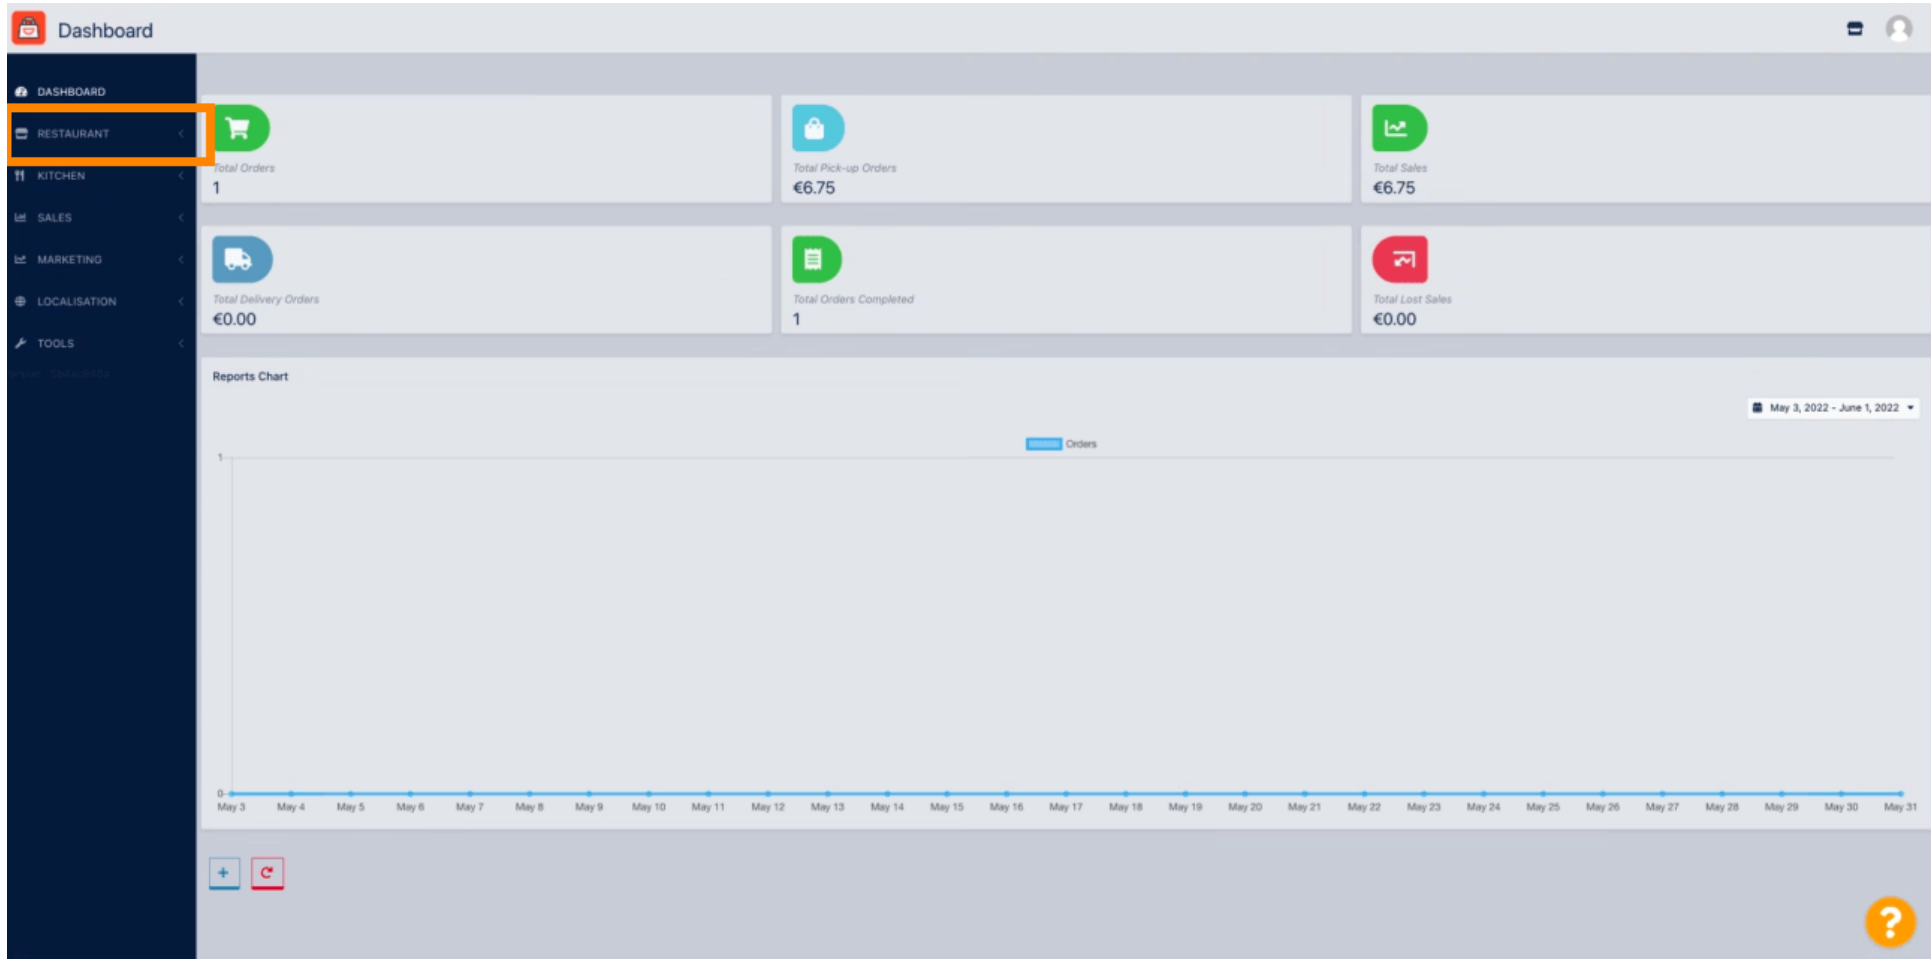 Dashboard
DASHBOARD
RESTAURANT
KITCHEN
SALES
MARKETING
LOCALISATION
TOOLS
Total Orders
1
Total Pick-up Orders
€6.75
Total Sales
€6.75
Total Delivery Orders
€0.00
Total Orders Completed
1
Total Lost Sales
€0.00
Reports Chart
May 3, 2022 - June 1, 2022
Orders
1
0
May 3 May 4 May 5 May 6 May 7 May 8 May 9 May 10 May 11 May 12 May 13 May 14 May 15 May 16 May 17 May 18 May 19 May 20 May 21 May 22 May 23 May 24 May 25 May 26 May 27 May 28 May 29 May 30 May 31
+
?